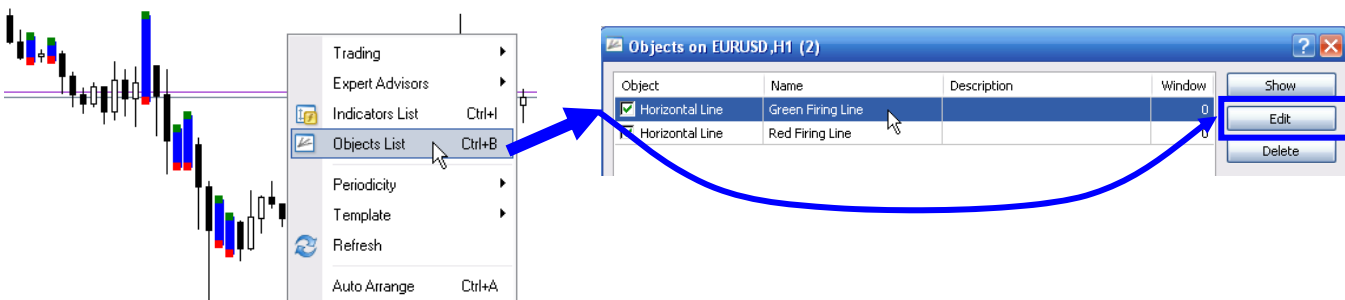 Trading
Expert Advisors
Indicators List Ctrl+I
Objects List Ctrl+B
Periodicity
Template
Refresh
Auto Arrange Ctrl+A
Objects on EURUSD,H1 (2)
Object Name Description Window
Horizontal Line Green Firing Line 0
Horizontal Line Red Firing Line 0
Show
Edit
Delete